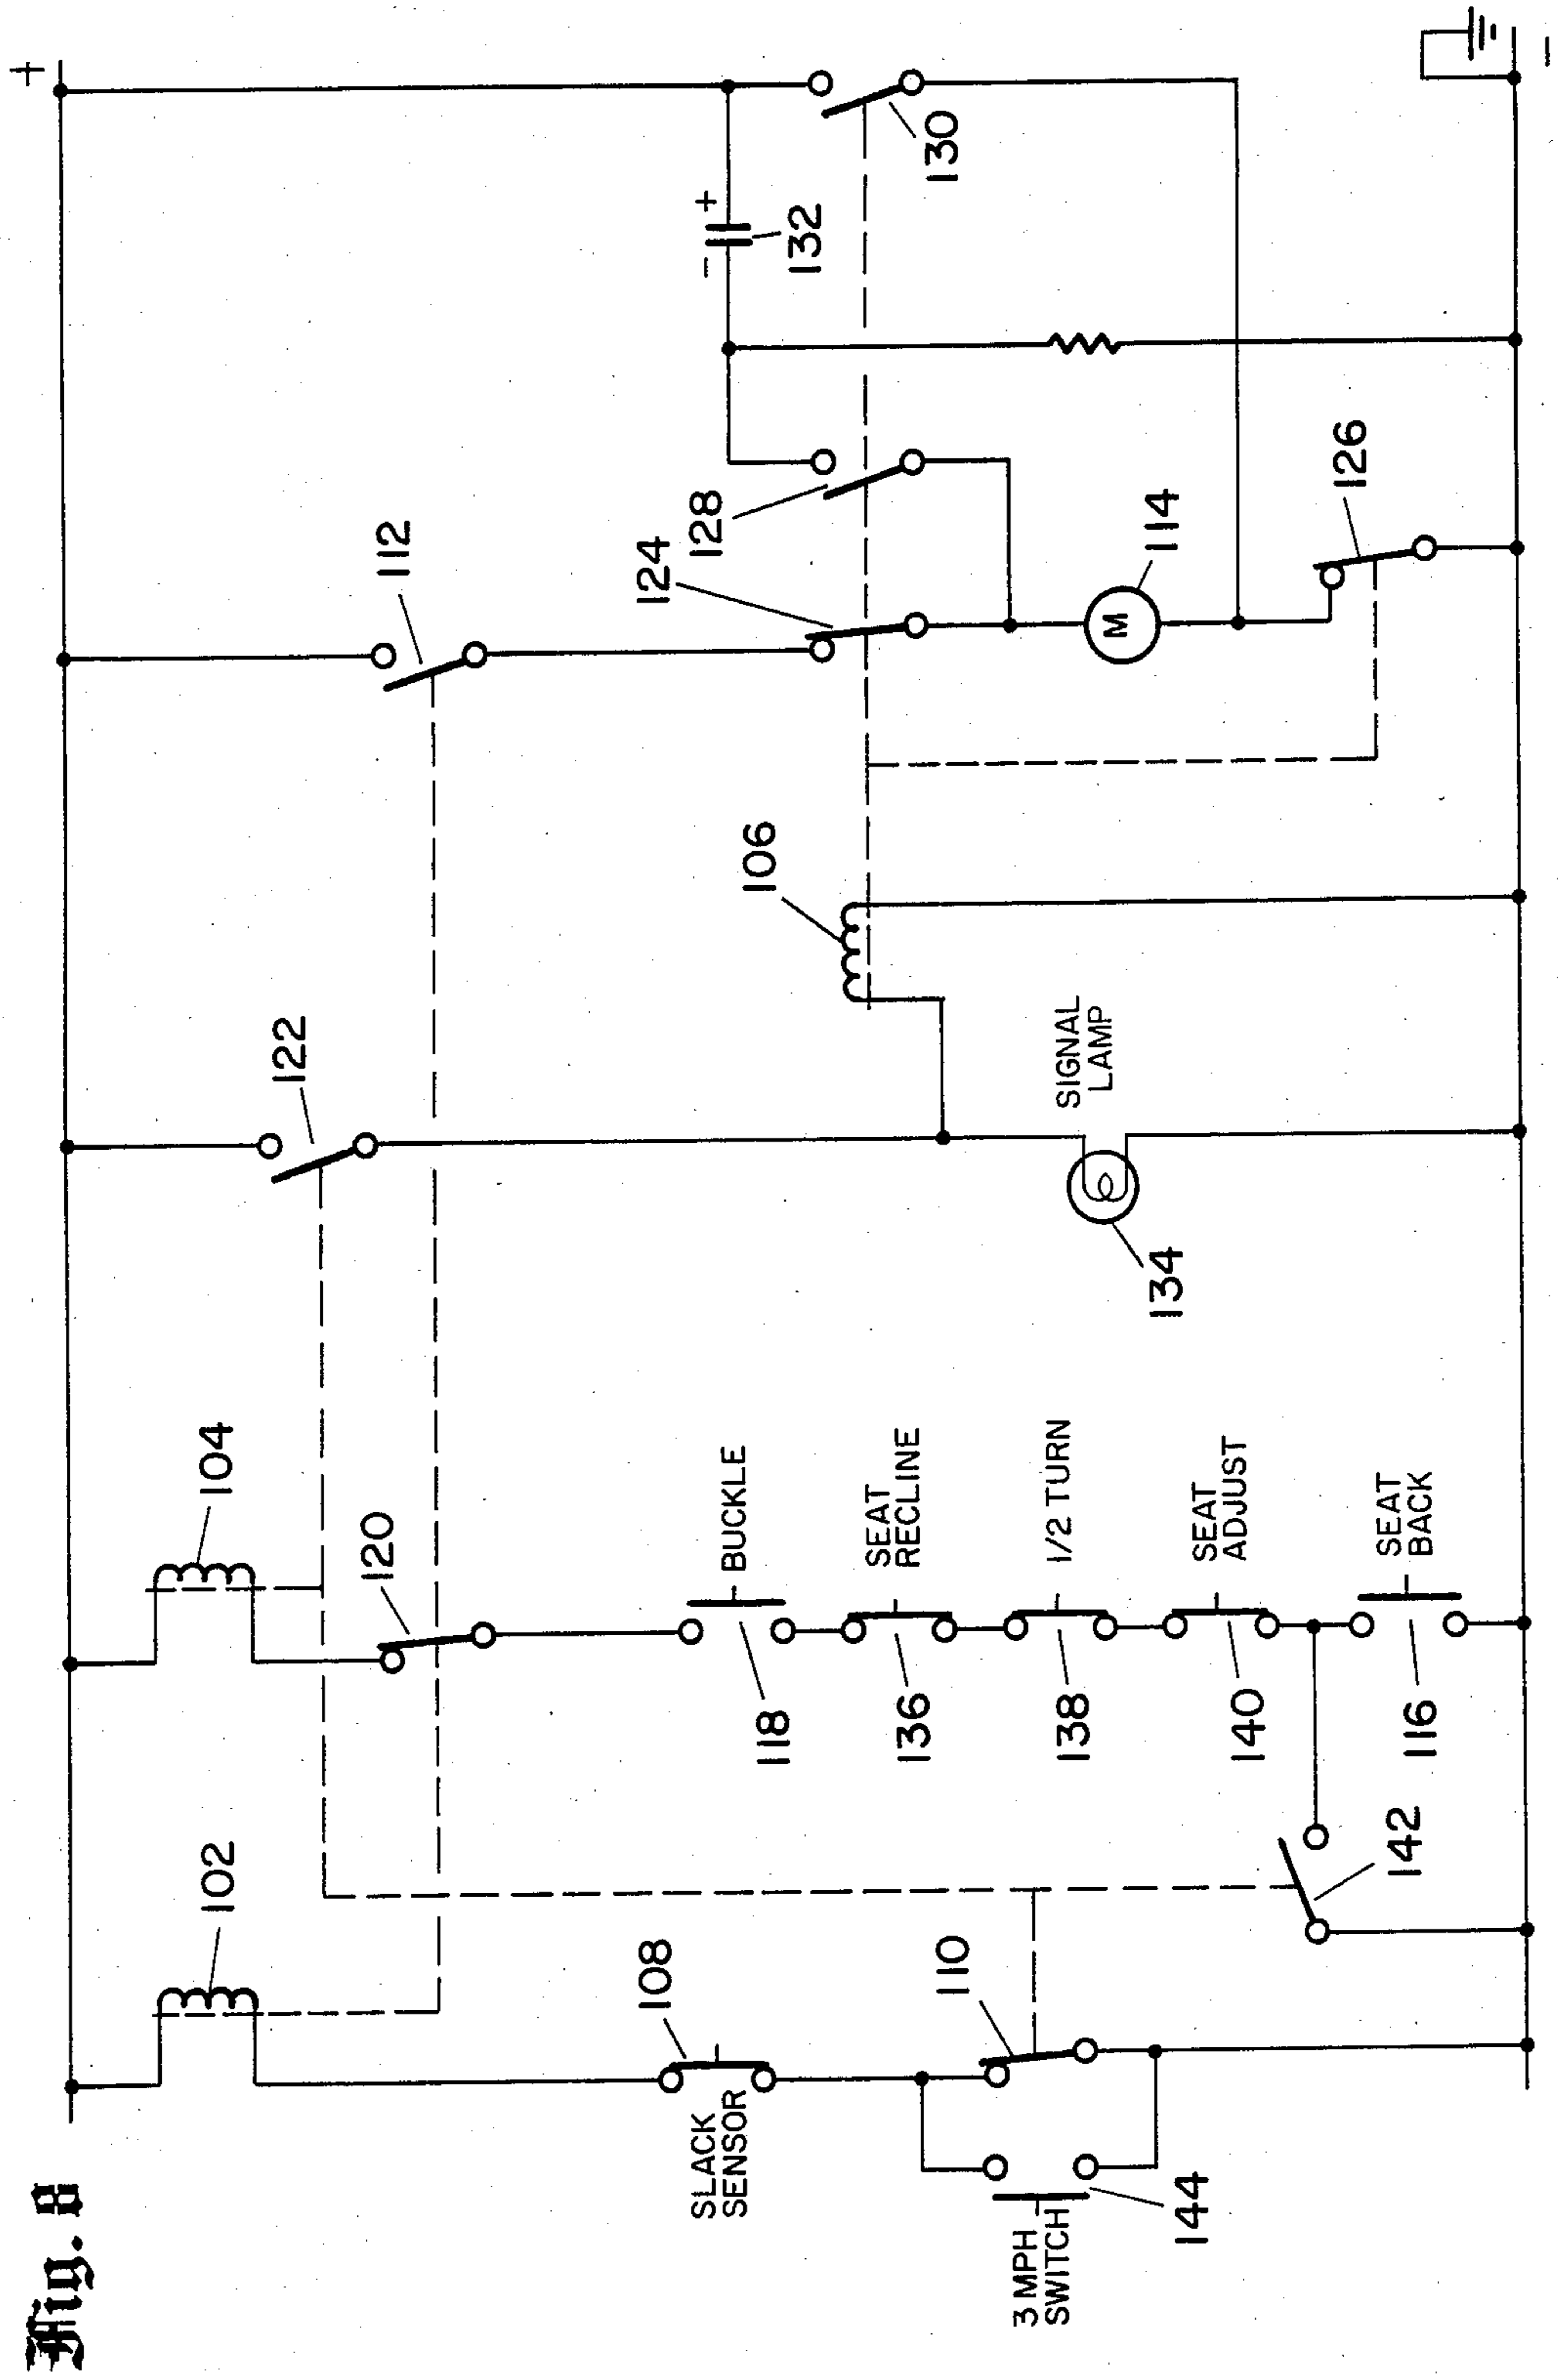 Fig. 8
+
102
104
122
112
120
106
124
128
- +
132
130
SLACK
SENSOR
108
110
3 MPH
SWITCH
144
142
BUCKLE
118
SEAT
RECLINE
136
1/2 TURN
138
SEAT
ADJUST
140
SEAT
BACK
116
SIGNAL
LAMP
134
M
114
126
-